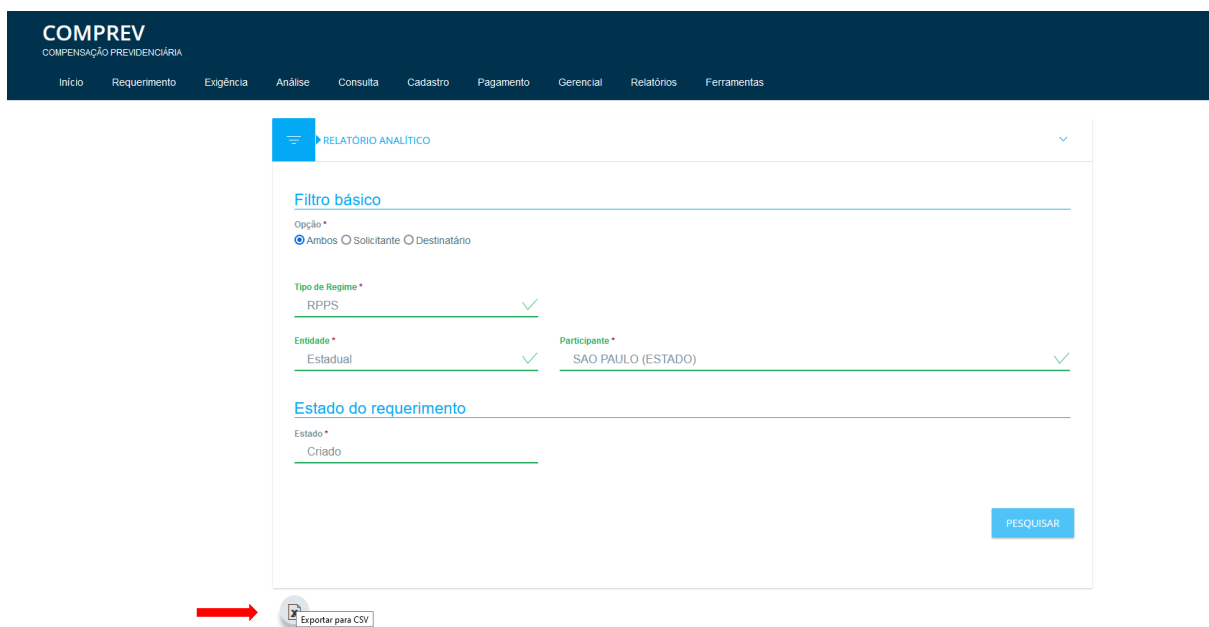 COMPREV
COMPENSAÇÃO PREVIDENCIÁRIA
Início Requerimento Exigência Análise Consulta Cadastro Pagamento Gerencial Relatórios Ferramentas
RELATÓRIO ANALÍTICO
Filtro básico
Opção *
Ambos Solicitante Destinatário
Tipo de Regime *
RPPS
Entidade * Participante *
Estadual SAO PAULO (ESTADO)
Estado do requerimento
Estado *
Criado
PESQUISAR
Exportar para CSV